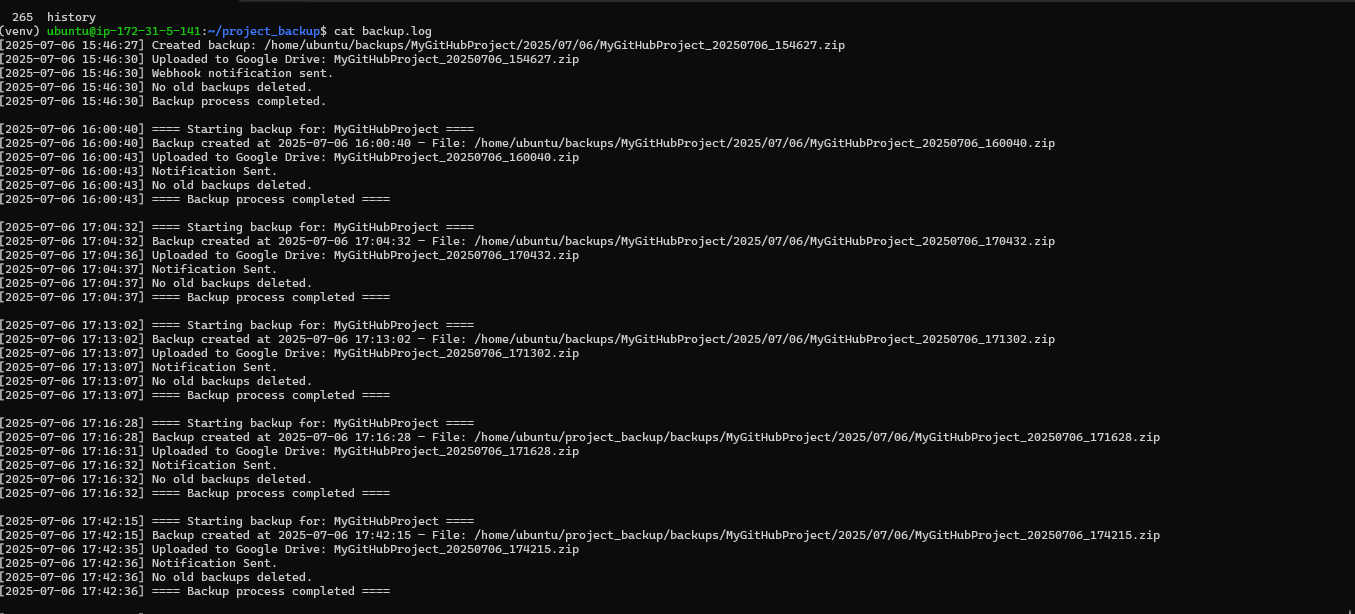 265 history
(venv) ubuntu@ip-172-31-5-141:~/project_backup$ cat backup.log
[2025-07-06 15:46:27] Created backup: /home/ubuntu/backups/MyGitHubProject/2025/07/06/MyGitHubProject_20250706_154627.zip
[2025-07-06 15:46:30] Uploaded to Google Drive: MyGitHubProject_20250706_154627.zip
[2025-07-06 15:46:30] Webhook notification sent.
[2025-07-06 15:46:30] No old backups deleted.
[2025-07-06 15:46:30] Backup process completed.

[2025-07-06 16:00:40] ==== Starting backup for: MyGitHubProject ====
[2025-07-06 16:00:40] Backup created at 2025-07-06 16:00:40 – File: /home/ubuntu/backups/MyGitHubProject/2025/07/06/MyGitHubProject_20250706_160040.zip
[2025-07-06 16:00:43] Uploaded to Google Drive: MyGitHubProject_20250706_160040.zip
[2025-07-06 16:00:43] Notification Sent.
[2025-07-06 16:00:43] No old backups deleted.
[2025-07-06 16:00:43] ==== Backup process completed ====

[2025-07-06 17:04:32] ==== Starting backup for: MyGitHubProject ====
[2025-07-06 17:04:32] Backup created at 2025-07-06 17:04:32 – File: /home/ubuntu/backups/MyGitHubProject/2025/07/06/MyGitHubProject_20250706_170432.zip
[2025-07-06 17:04:36] Uploaded to Google Drive: MyGitHubProject_20250706_170432.zip
[2025-07-06 17:04:37] Notification Sent.
[2025-07-06 17:04:37] No old backups deleted.
[2025-07-06 17:04:37] ==== Backup process completed ====

[2025-07-06 17:13:02] ==== Starting backup for: MyGitHubProject ====
[2025-07-06 17:13:02] Backup created at 2025-07-06 17:13:02 – File: /home/ubuntu/backups/MyGitHubProject/2025/07/06/MyGitHubProject_20250706_171302.zip
[2025-07-06 17:13:07] Uploaded to Google Drive: MyGitHubProject_20250706_171302.zip
[2025-07-06 17:13:07] Notification Sent.
[2025-07-06 17:13:07] No old backups deleted.
[2025-07-06 17:13:07] ==== Backup process completed ====

[2025-07-06 17:16:28] ==== Starting backup for: MyGitHubProject ====
[2025-07-06 17:16:28] Backup created at 2025-07-06 17:16:28 – File: /home/ubuntu/project_backup/backups/MyGitHubProject/2025/07/06/MyGitHubProject_20250706_171628.zip
[2025-07-06 17:16:31] Uploaded to Google Drive: MyGitHubProject_20250706_171628.zip
[2025-07-06 17:16:32] Notification Sent.
[2025-07-06 17:16:32] No old backups deleted.
[2025-07-06 17:16:32] ==== Backup process completed ====

[2025-07-06 17:42:15] ==== Starting backup for: MyGitHubProject ====
[2025-07-06 17:42:15] Backup created at 2025-07-06 17:42:15 – File: /home/ubuntu/project_backup/backups/MyGitHubProject/2025/07/06/MyGitHubProject_20250706_174215.zip
[2025-07-06 17:42:35] Uploaded to Google Drive: MyGitHubProject_20250706_174215.zip
[2025-07-06 17:42:36] Notification Sent.
[2025-07-06 17:42:36] No old backups deleted.
[2025-07-06 17:42:36] ==== Backup process completed ====